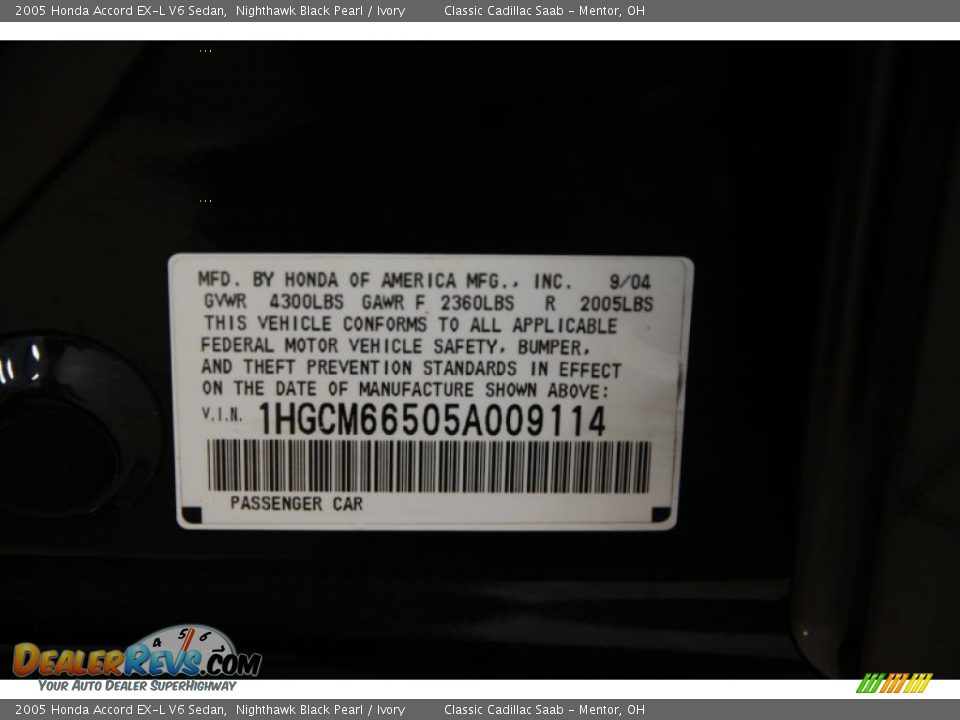 2005 Honda Accord EX-L V6 Sedan, Nighthawk Black Pearl / Ivory Classic Cadillac Saab - Mentor, OH
MFD. BY HONDA OF AMERICA MFG., INC. 9/04
GVWR 4300LBS GAWR F 2360LBS R 2005LBS
THIS VEHICLE CONFORMS TO ALL APPLICABLE
FEDERAL MOTOR VEHICLE SAFETY, BUMPER,
AND THEFT PREVENTION STANDARDS IN EFFECT
ON THE DATE OF MANUFACTURE SHOWN ABOVE:
V.I.N. 1HGCM66505A009114
PASSENGER CAR
4 5 6
DEALERREVS.COM
YOUR AUTO DEALER SUPERHIGHWAY
2005 Honda Accord EX-L V6 Sedan, Nighthawk Black Pearl / Ivory Classic Cadillac Saab - Mentor, OH